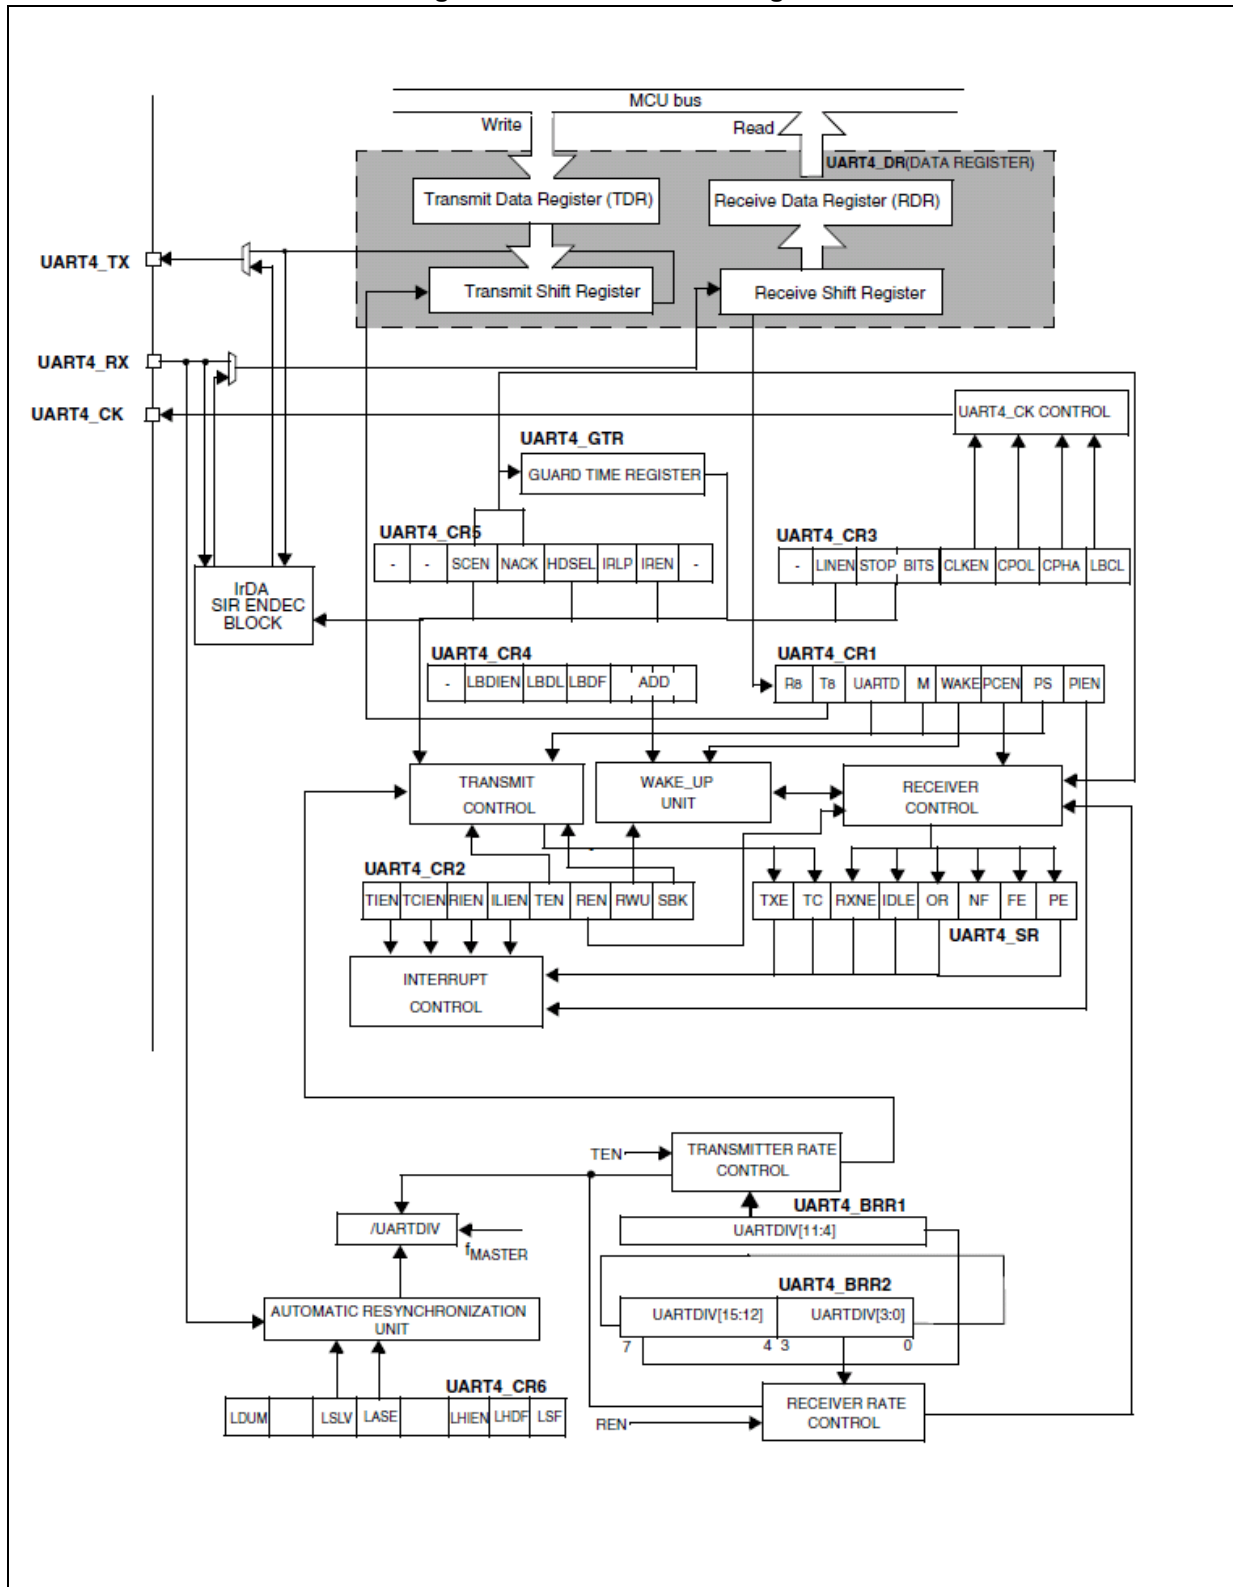 MCU bus
Write
Read
UART4_DR(DATA REGISTER)
Transmit Data Register (TDR)
Receive Data Register (RDR)
UART4_TX
Transmit Shift Register
Receive Shift Register
UART4_RX
UART4_CK
UART4_CK CONTROL
UART4_GTR
GUARD TIME REGISTER
UART4_CR5
- - SCEN NACK HDSEL IRLP IREN -
UART4_CR3
- LINEN STOP BITS CLKEN CPOL CPHA LBCL
IrDA
SIR ENDEC
BLOCK
UART4_CR4
- LBDIEN LBDL LBDF ADD
UART4_CR1
R8 T8 UARTD M WAKE PCEN PS PIEN
TRANSMIT
CONTROL
WAKE_UP
UNIT
RECEIVER
CONTROL
UART4_CR2
TIEN TCIEN RIEN ILIEN TEN REN RWU SBK
TXE TC RXNE IDLE OR NF FE PE
UART4_SR
INTERRUPT
CONTROL
TEN
TRANSMITTER RATE
CONTROL
UART4_BRR1
UARTDIV[11:4]
/UARTDIV
fMASTER
UART4_BRR2
UARTDIV[15:12] UARTDIV[3:0]
7 4 3 0
AUTOMATIC RESYNCHRONIZATION
UNIT
UART4_CR6
LDUM LSLV LASE LHIEN LHDF LSF
REN
RECEIVER RATE
CONTROL